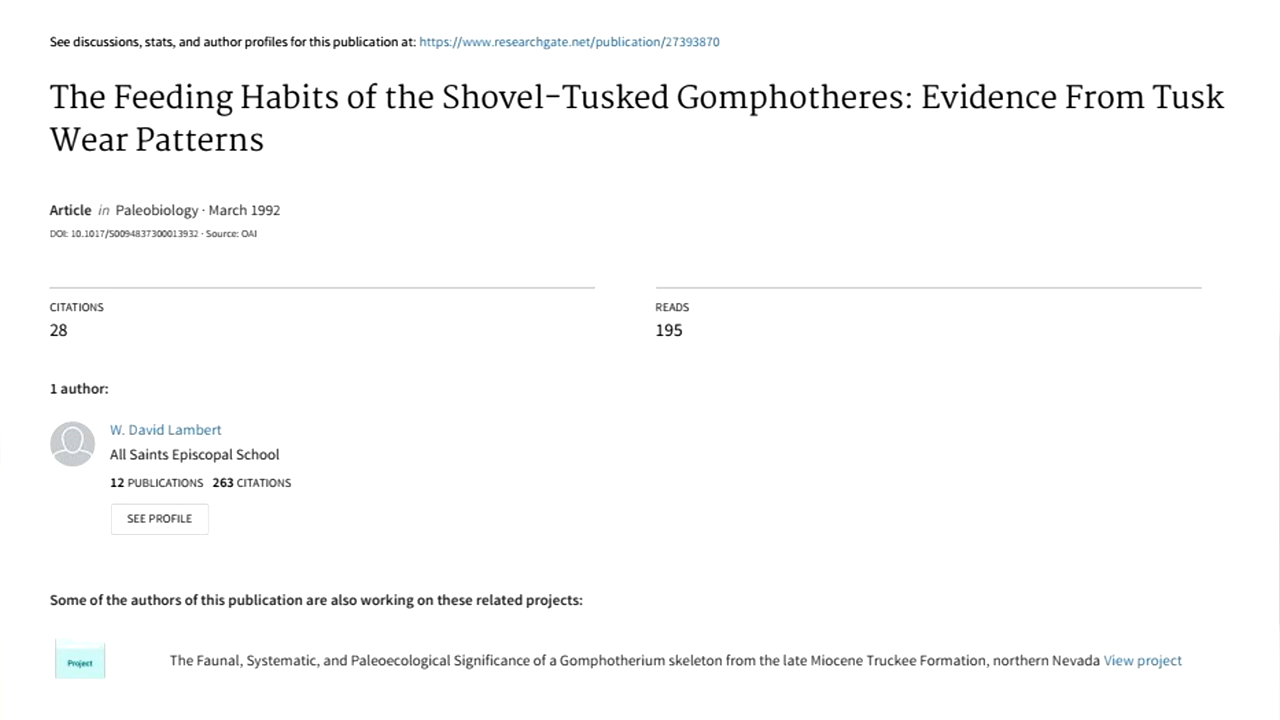 See discussions, stats, and author profiles for this publication at: https://www.researchgate.net/publication/27393870
The Feeding Habits of the Shovel-Tusked Gomphotheres: Evidence From Tusk
Wear Patterns
Article in Paleobiology · March 1992
DOI: 10.1017/S0094837300013932 · Source: OAI
CITATIONS
28
READS
195
1 author:
W. David Lambert
All Saints Episcopal School
12 PUBLICATIONS 263 CITATIONS
SEE PROFILE
Some of the authors of this publication are also working on these related projects:
Project
The Faunal, Systematic, and Paleoecological Significance of a Gomphotherium skeleton from the late Miocene Truckee Formation, northern Nevada View project